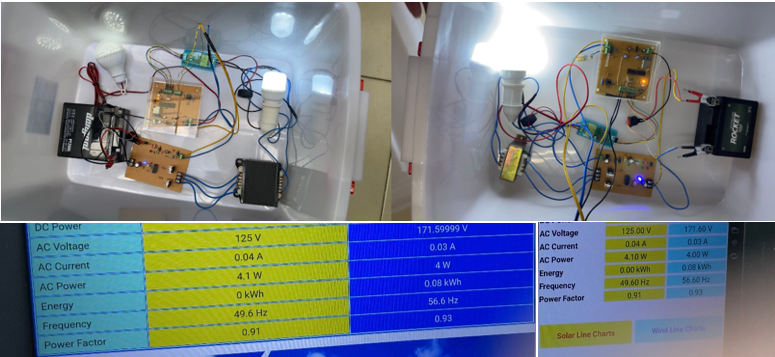 ROCKET
DC Power 171.59999 V
AC Voltage 125 V 0.03 A
AC Current 0.04 A 4 W
AC Power 4.1 W 0.08 kWh
Energy 0 kWh 56.6 Hz
Frequency 49.6 Hz 0.93
Power Factor 0.91
AC Voltage 125.00 V 171.60 V
AC Current 0.04 A 0.03 A
AC Power 4.10 W 4.00 W
Energy 0.00 kWh 0.08 kWh
Frequency 49.60 Hz 56.60 Hz
Power Factor 0.91 0.93
Solar Line Charts Wind Line Charts